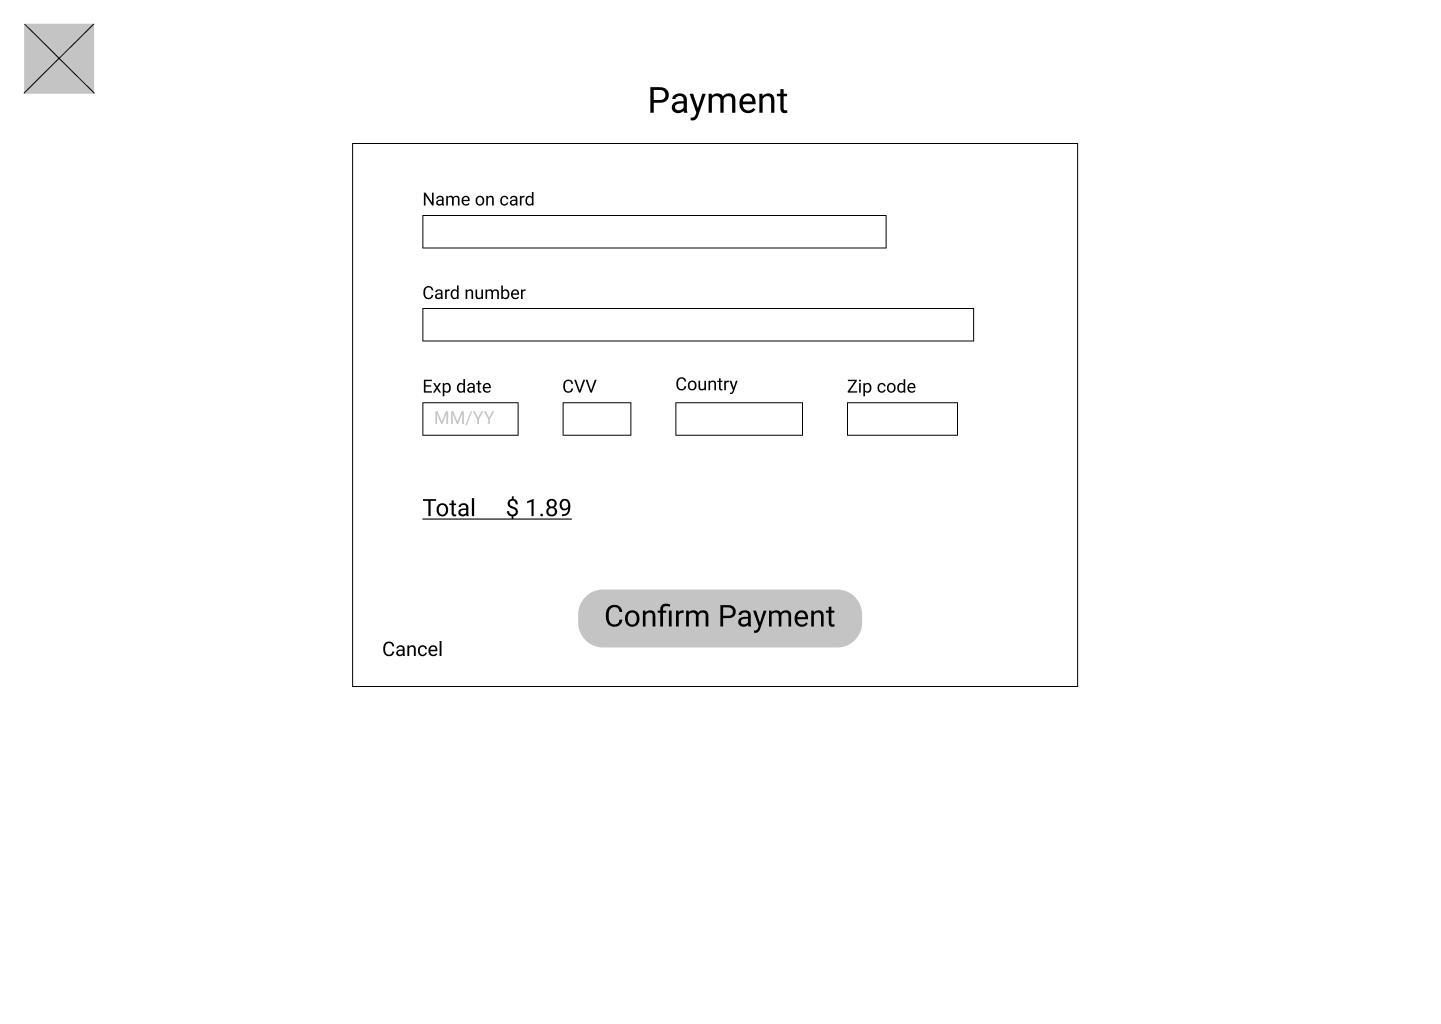 Payment
Name on card
Card number
Exp date CVV Country Zip code
MM/YY
Total $ 1.89
Confirm Payment
Cancel